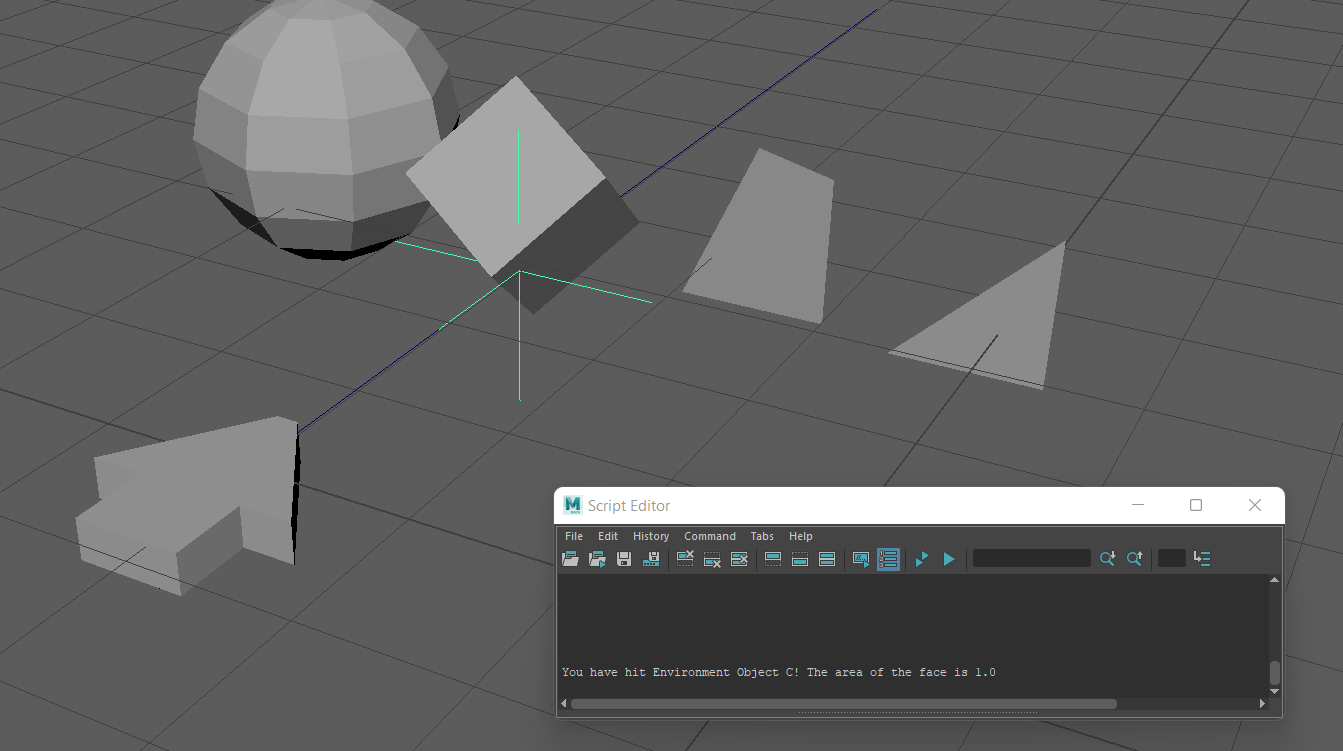 Script Editor
File Edit History Command Tabs Help
You have hit Environment Object C! The area of the face is 1.0